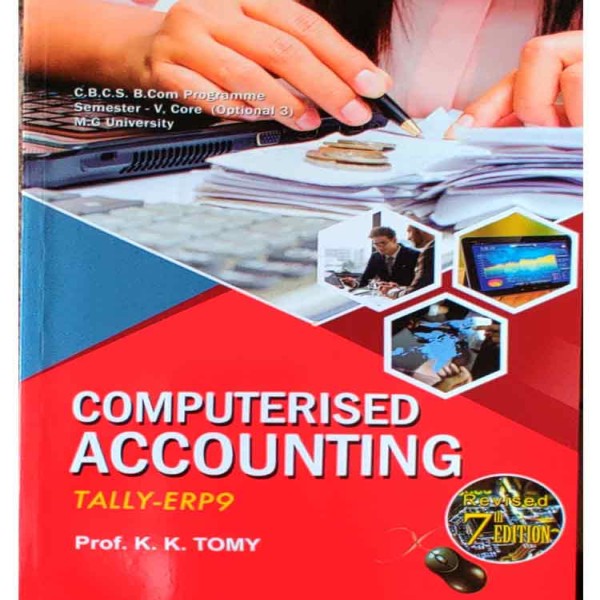 C.B.C.S. B.Com Programme
Semester - V, Core (Optional 3)
M.G University
COMPUTERISED
ACCOUNTING
TALLY-ERP9
Prof. K. K. TOMY
Revised
7th
EDITION